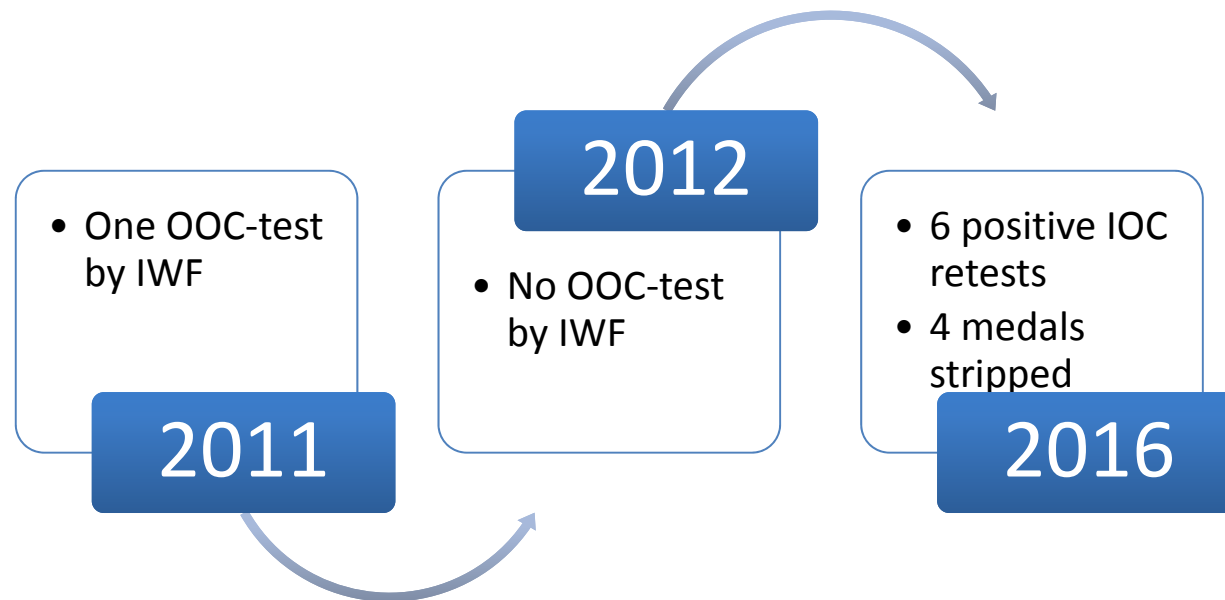 • One OOC-test
by IWF
2011
2012
• No OOC-test
by IWF
• 6 positive IOC
retests
• 4 medals
stripped
2016